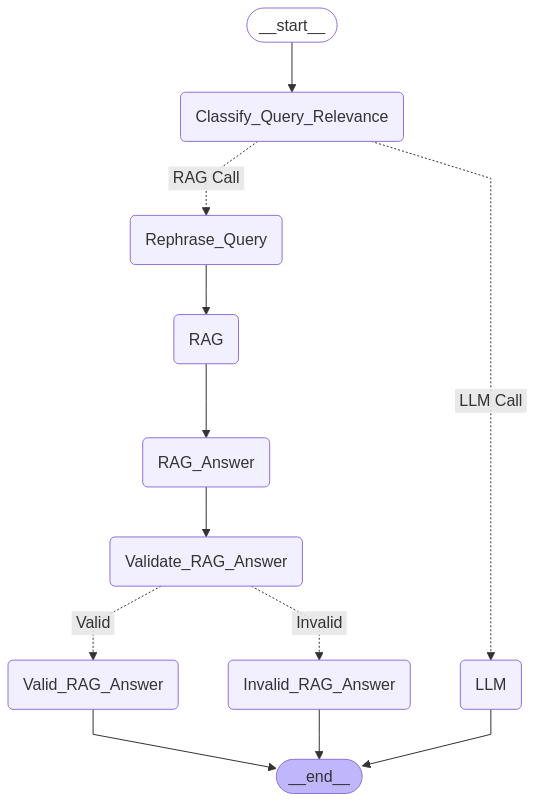 __start__
Classify_Query_Relevance
RAG Call
Rephrase_Query
RAG
LLM Call
RAG_Answer
Validate_RAG_Answer
Valid
Invalid
Valid_RAG_Answer
Invalid_RAG_Answer
LLM
__end__